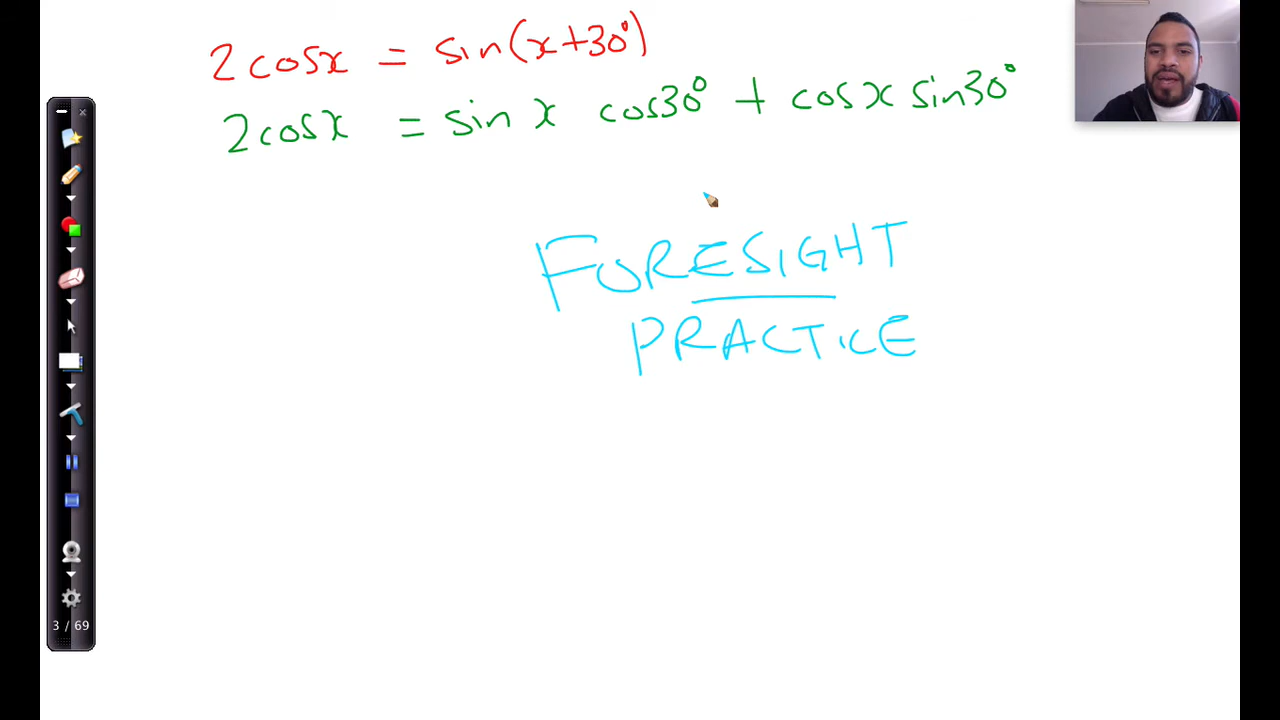 2cosx = sin(x+30°)
2cosx = sin x cos30° + cosx sin30°
FORESIGHT
PRACTICE
3 / 69